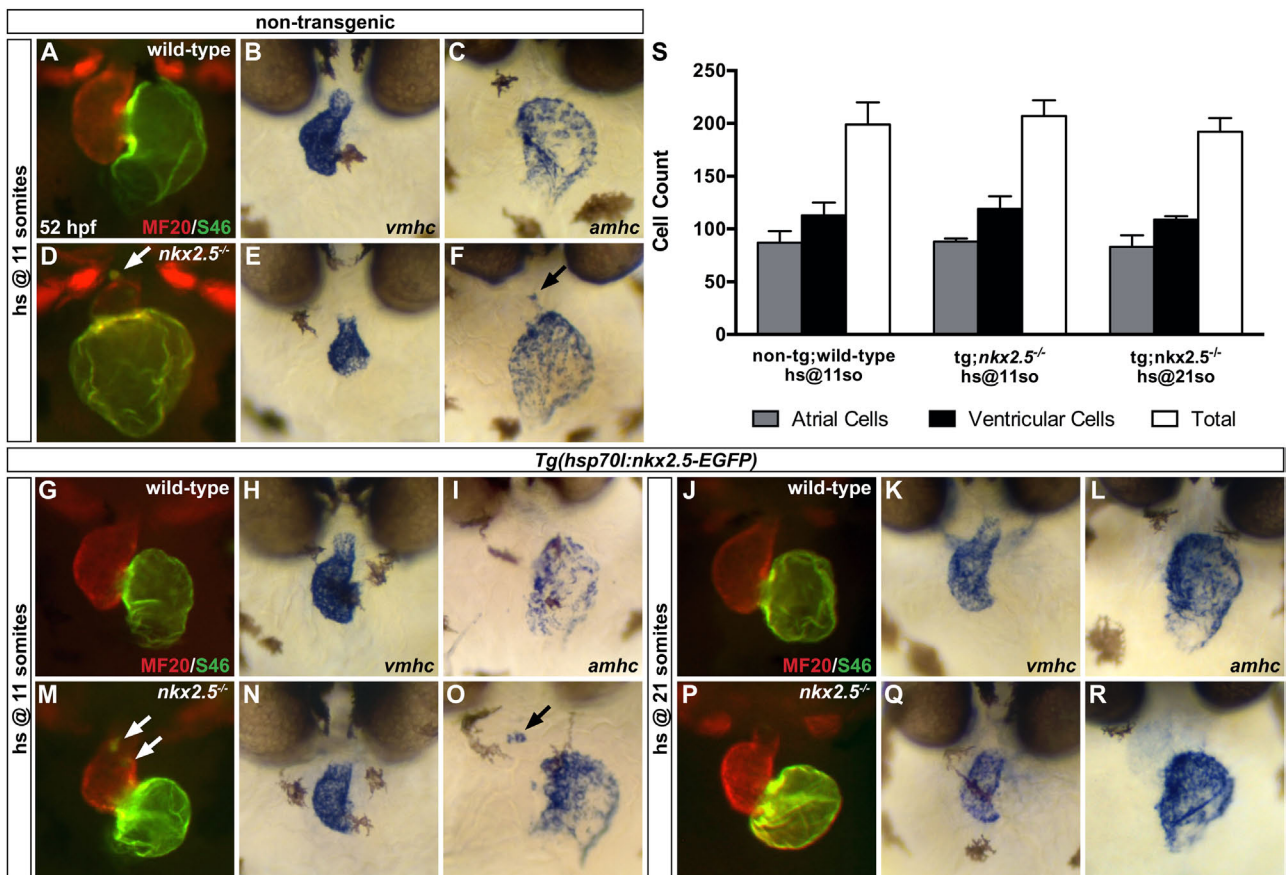 non-transgenic
hs @ 11 somites
A wild-type
52 hpf MF20/S46
B
vmhc
C
amhc
D nkx2.5-/-
E
F
S
250
200
150
100
50
0
Cell Count
non-tg;wild-type
hs@11so
tg;nkx2.5-/-
hs@11so
tg;nkx2.5-/-
hs@21so
Atrial Cells Ventricular Cells Total
Tg(hsp70l:nkx2.5-EGFP)
hs @ 11 somites
G wild-type
MF20/S46
H
vmhc
I
amhc
hs @ 21 somites
J wild-type
MF20/S46
K
vmhc
L
amhc
M nkx2.5-/-
N
O
P nkx2.5-/-
Q
R